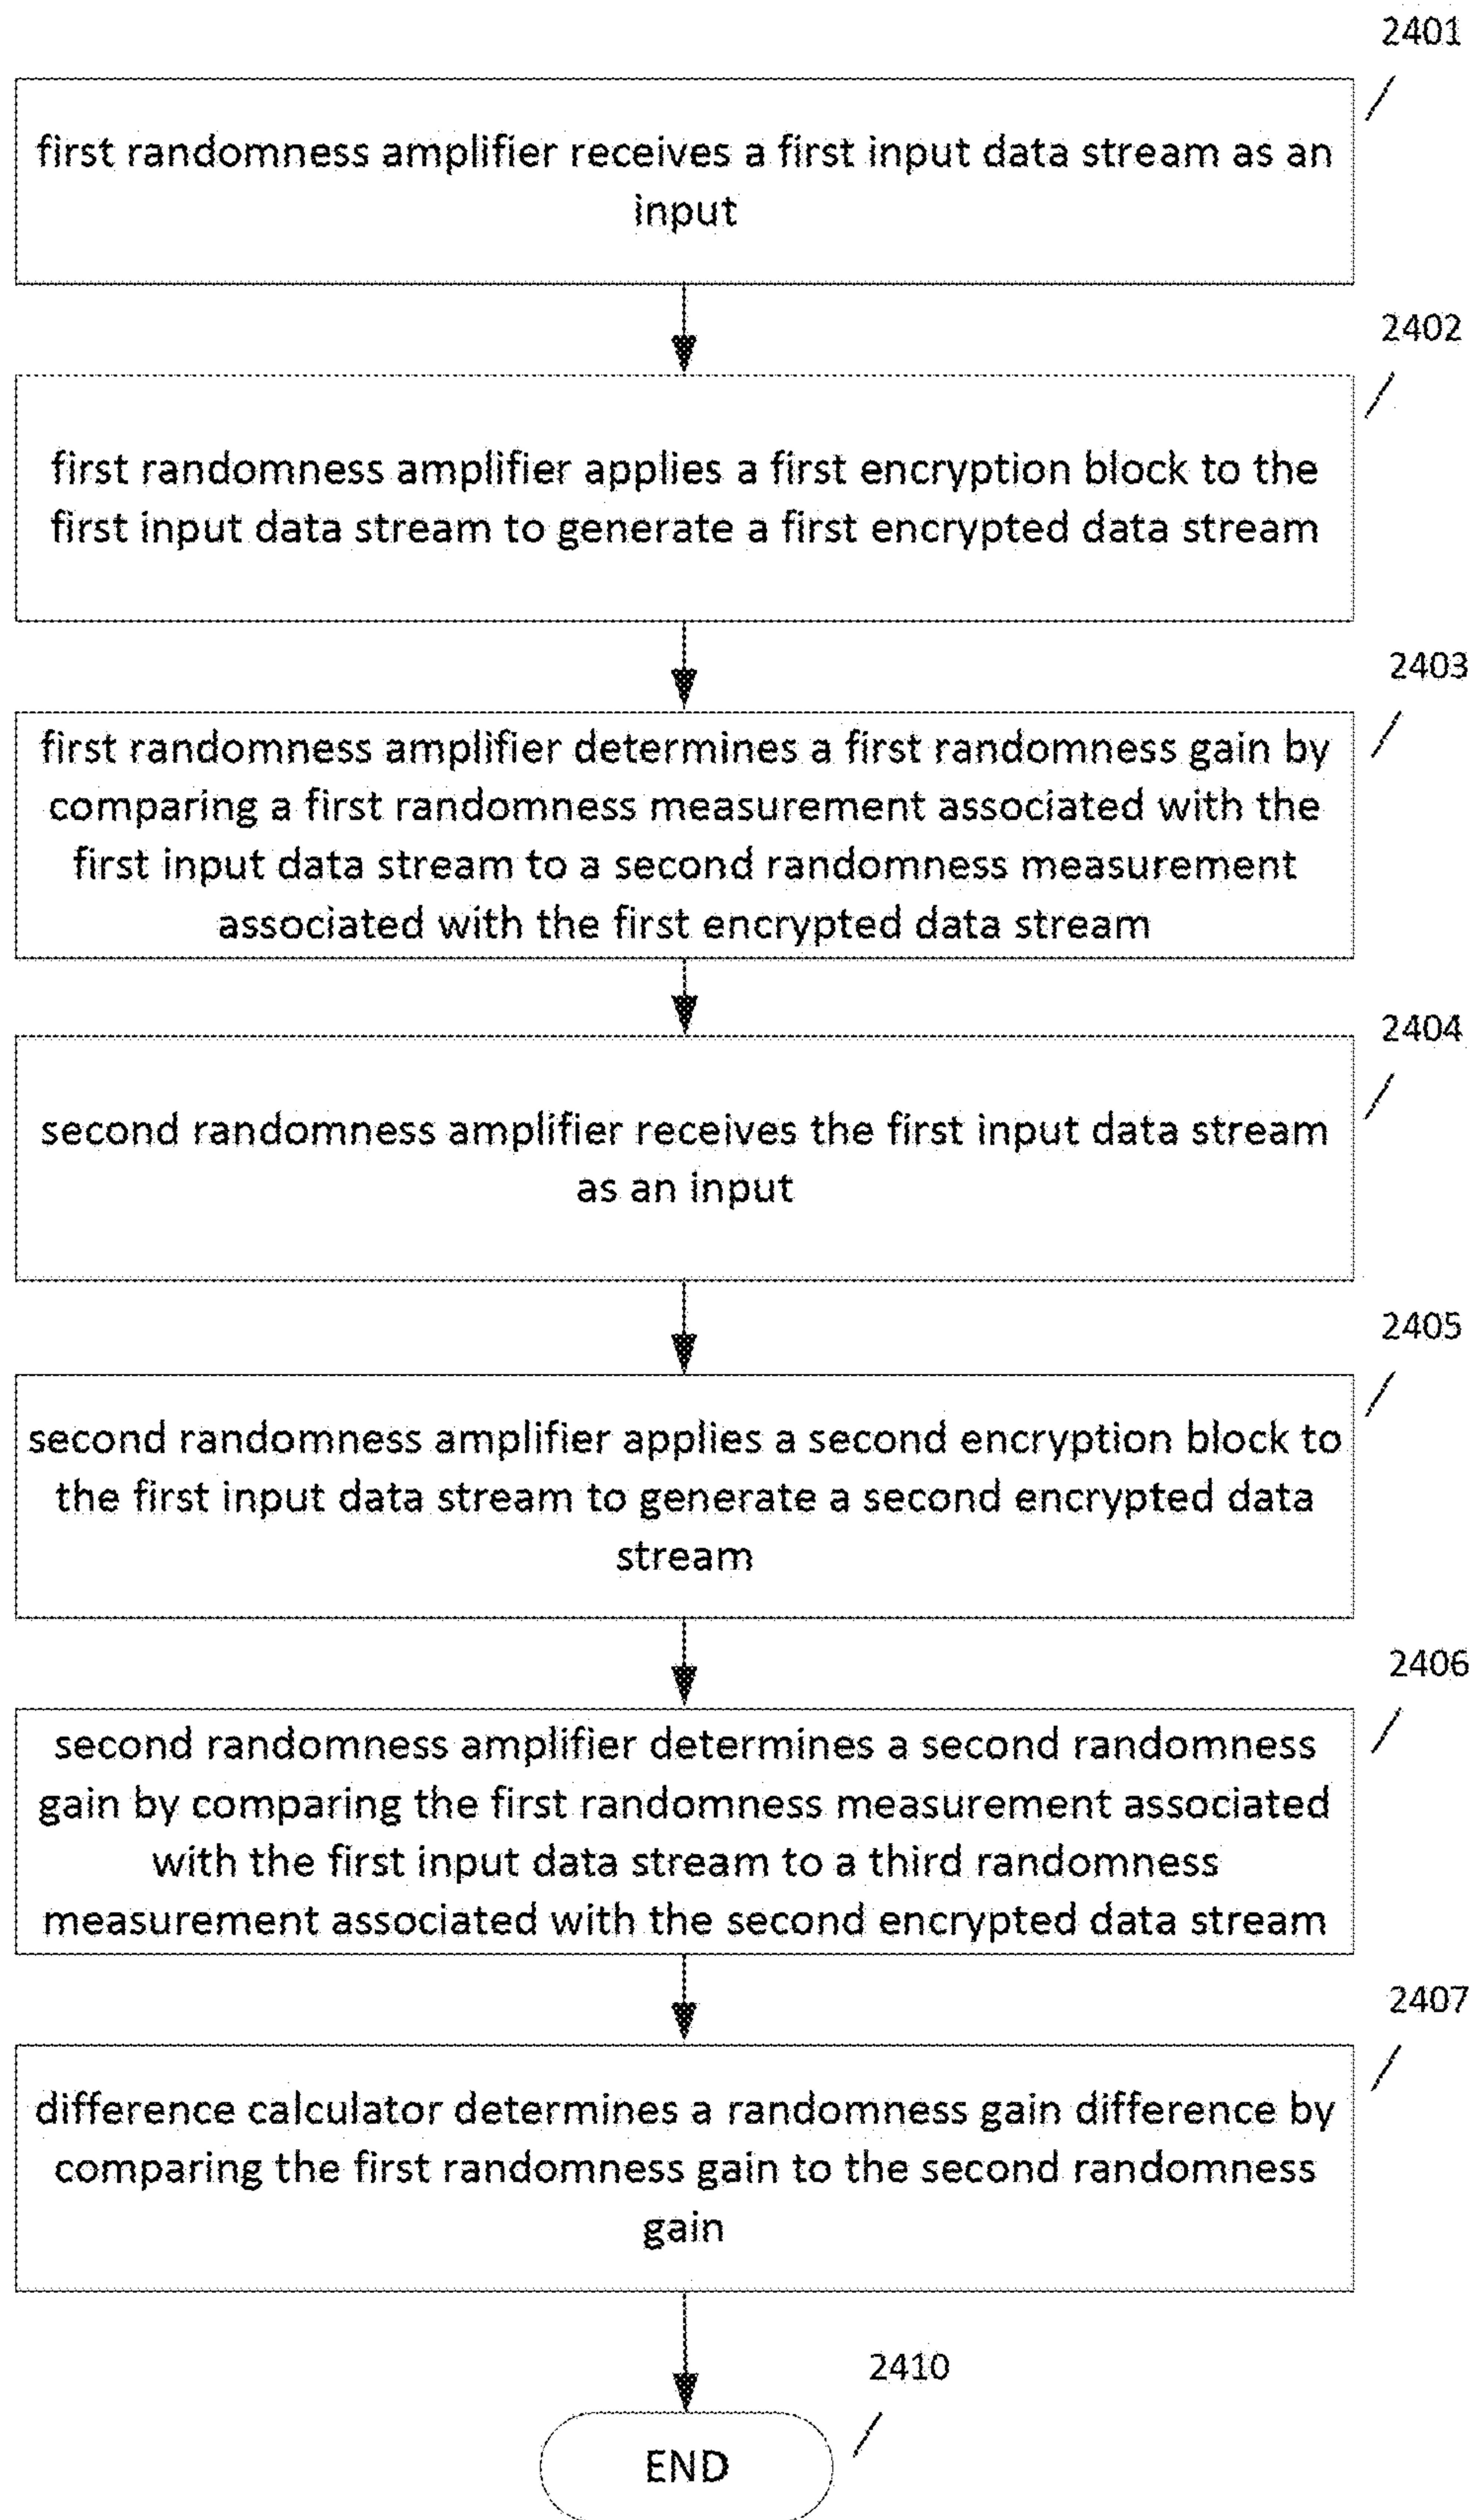 2401
first randomness amplifier receives a first input data stream as an
input
2402
first randomness amplifier applies a first encryption block to the
first input data stream to generate a first encrypted data stream
2403
first randomness amplifier determines a first randomness gain by
comparing a first randomness measurement associated with the
first input data stream to a second randomness measurement
associated with the first encrypted data stream
2404
second randomness amplifier receives the first input data stream
as an input
2405
second randomness amplifier applies a second encryption block to
the first input data stream to generate a second encrypted data
stream
2406
second randomness amplifier determines a second randomness
gain by comparing the first randomness measurement associated
with the first input data stream to a third randomness
measurement associated with the second encrypted data stream
2407
difference calculator determines a randomness gain difference by
comparing the first randomness gain to the second randomness
gain
2410
END